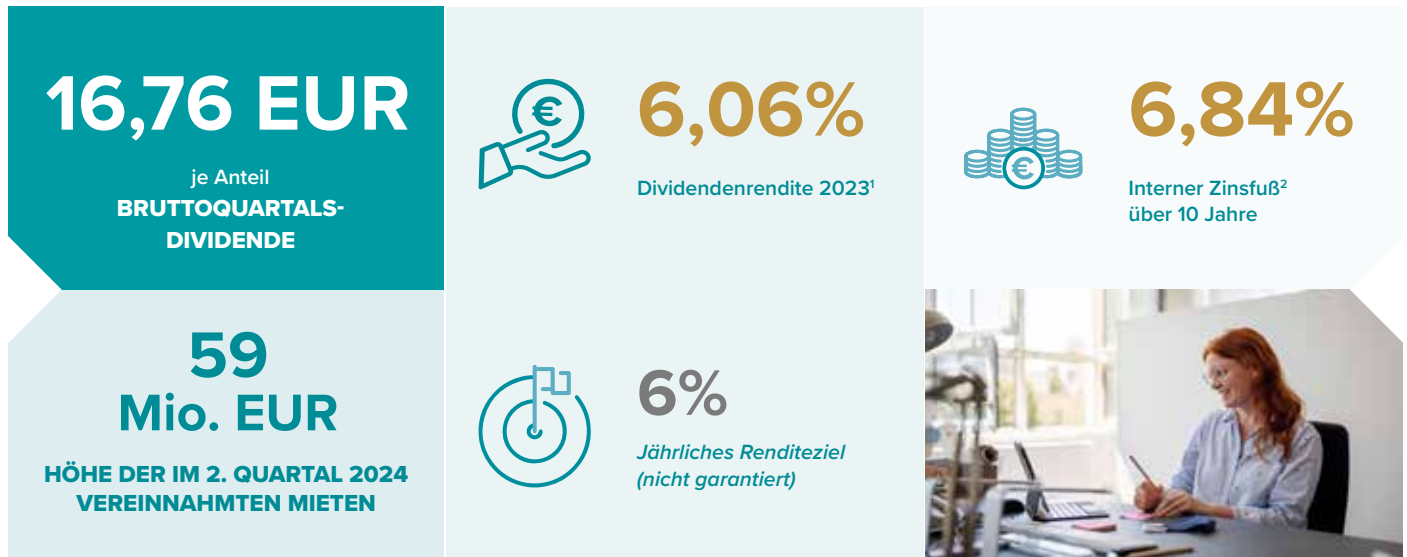 16,76 EUR
je Anteil
BRUTTOQUARTALS-
DIVIDENDE
59
Mio. EUR
HÖHE DER IM 2. QUARTAL 2024
VEREINNAHMTEN MIETEN
€
6,06%
Dividendenrendite 2023¹
6%
Jährliches Renditeziel
(nicht garantiert)
€
6,84%
Interner Zinsfuß²
über 10 Jahre